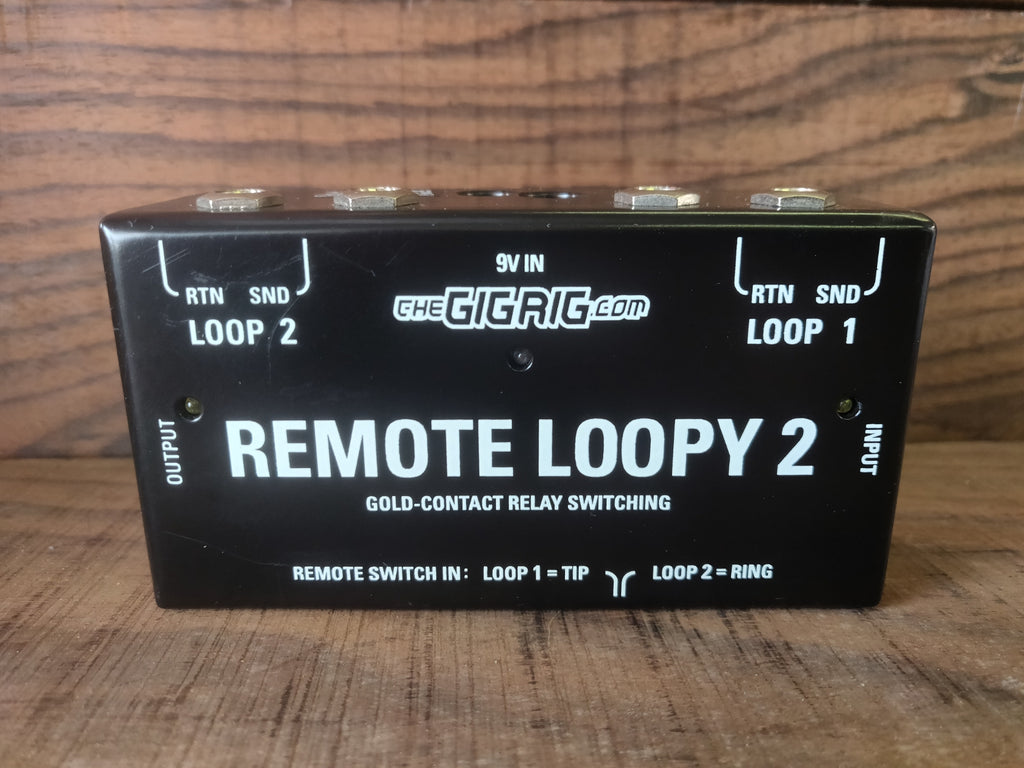 9V IN
theGIGRIG.com
RTN SND
LOOP 2
RTN SND
LOOP 1
OUTPUT
INPUT
REMOTE LOOPY 2
GOLD-CONTACT RELAY SWITCHING
REMOTE SWITCH IN: LOOP 1 = TIP
LOOP 2 = RING